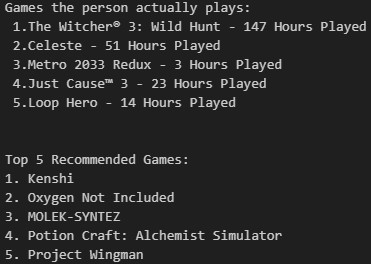 Games the person actually plays:
1.The Witcher® 3: Wild Hunt - 147 Hours Played
2.Celeste - 51 Hours Played
3.Metro 2033 Redux - 3 Hours Played
4.Just Cause™ 3 - 23 Hours Played
5.Loop Hero - 14 Hours Played
Top 5 Recommended Games:
1. Kenshi
2. Oxygen Not Included
3. MOLEK-SYNTEZ
4. Potion Craft: Alchemist Simulator
5. Project Wingman